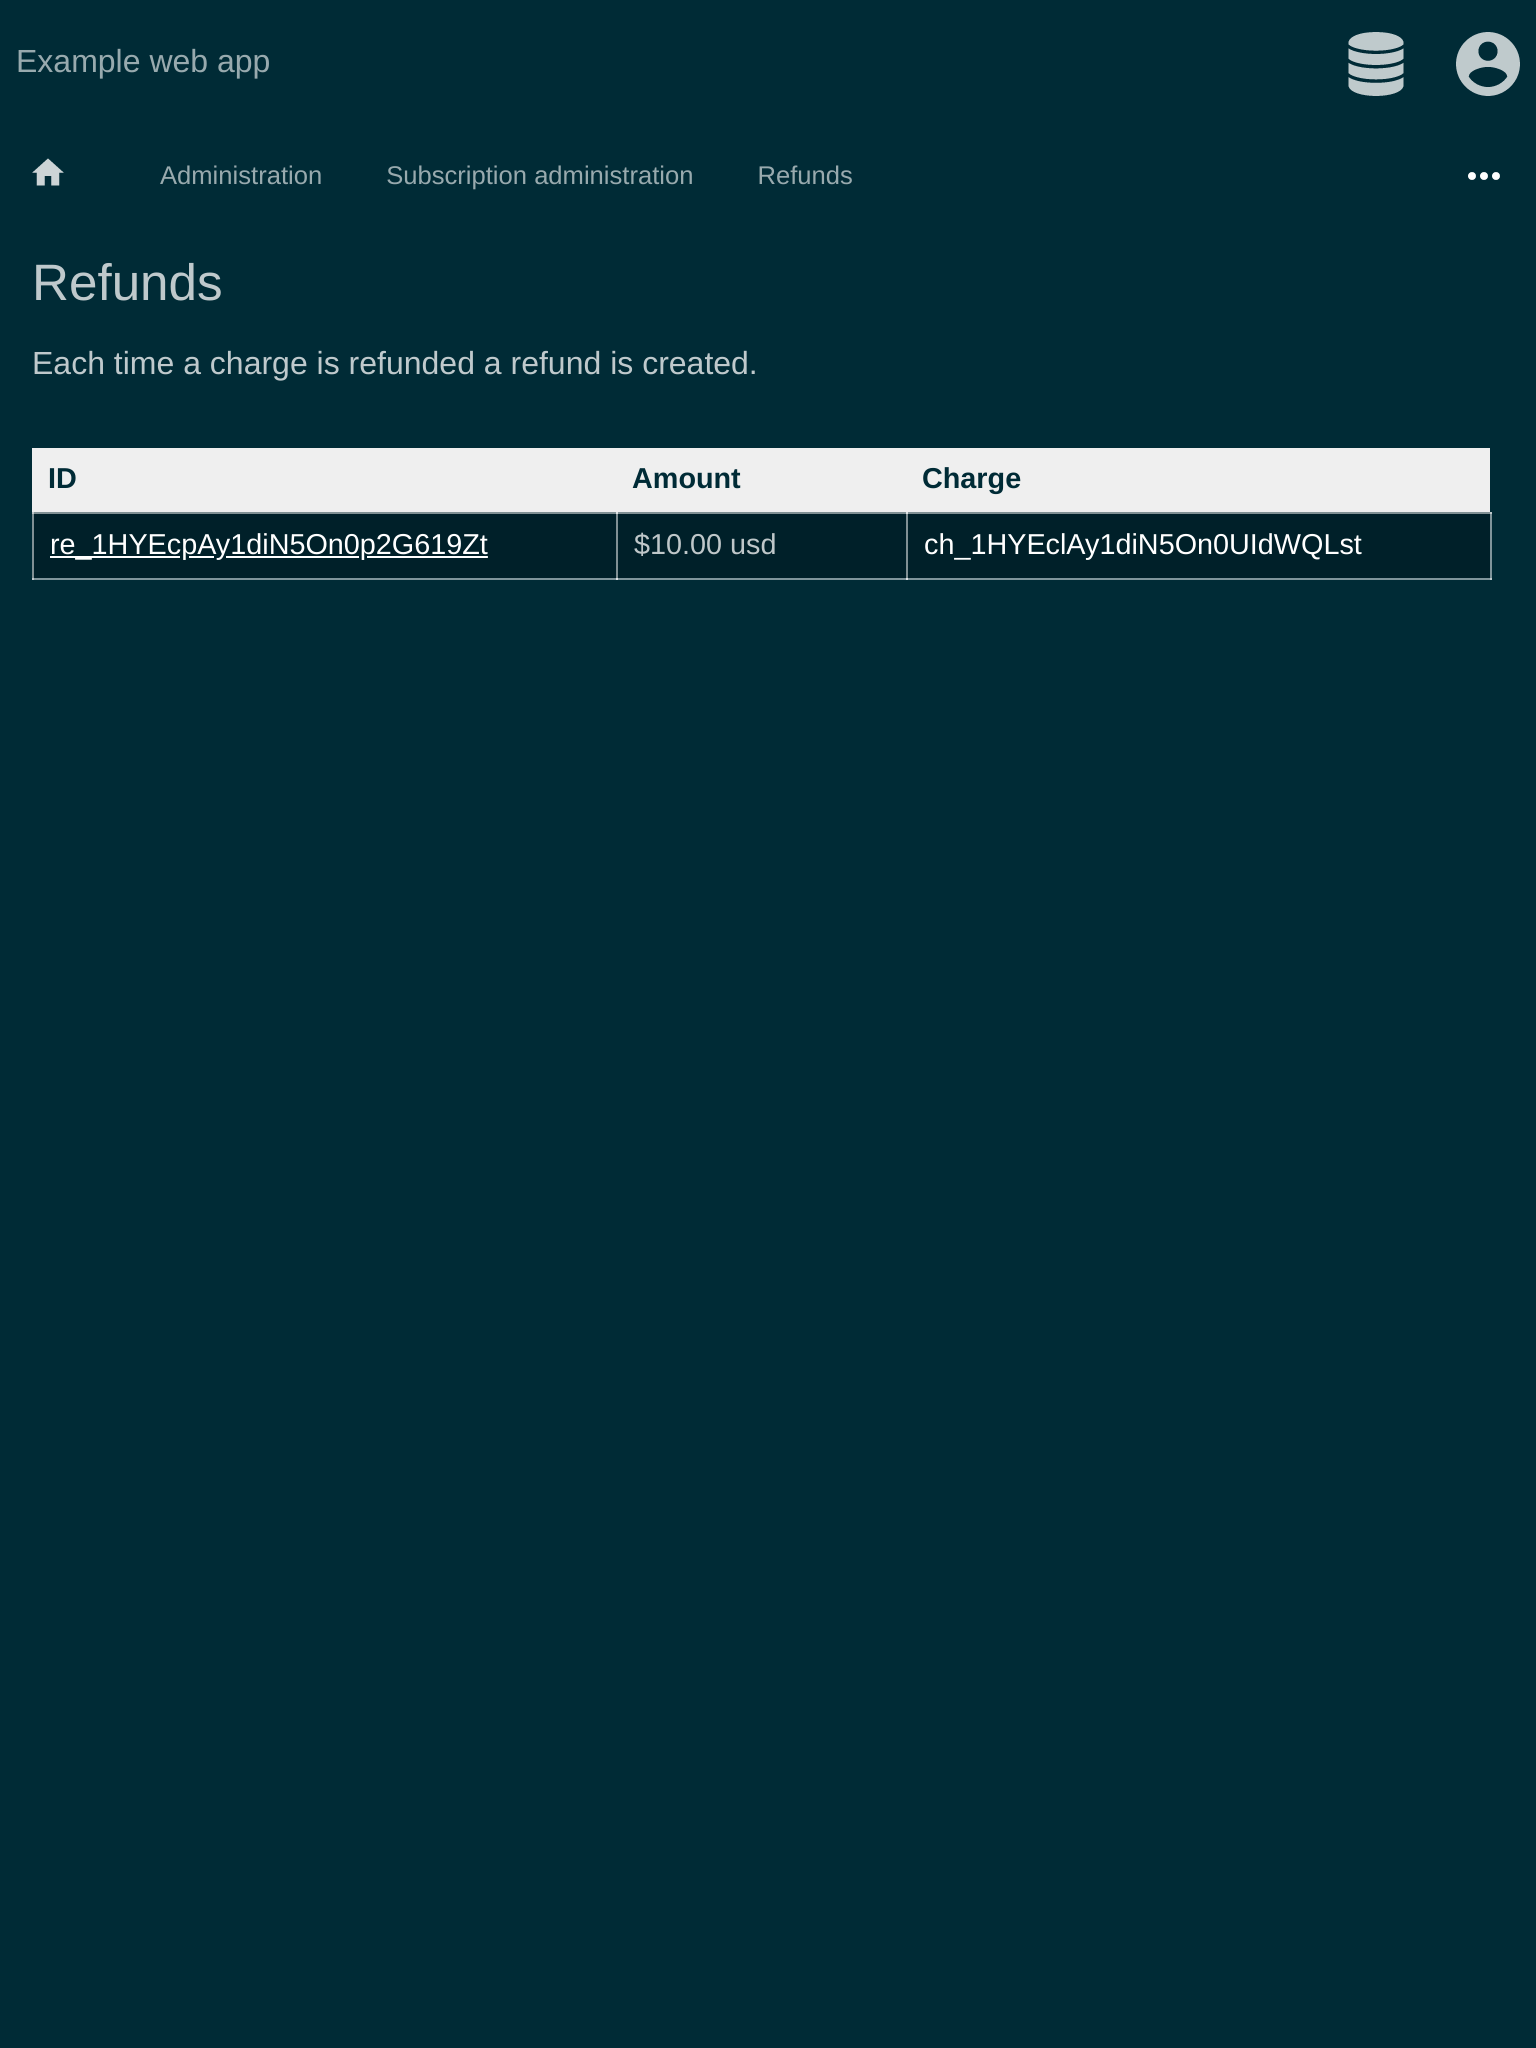 Example web app
Administration Subscription administration Refunds
Refunds
Each time a charge is refunded a refund is created.
ID Amount Charge
re_1HYEcpAy1diN5On0p2G619Zt $10.00 usd ch_1HYEclAy1diN5On0UIdWQLst